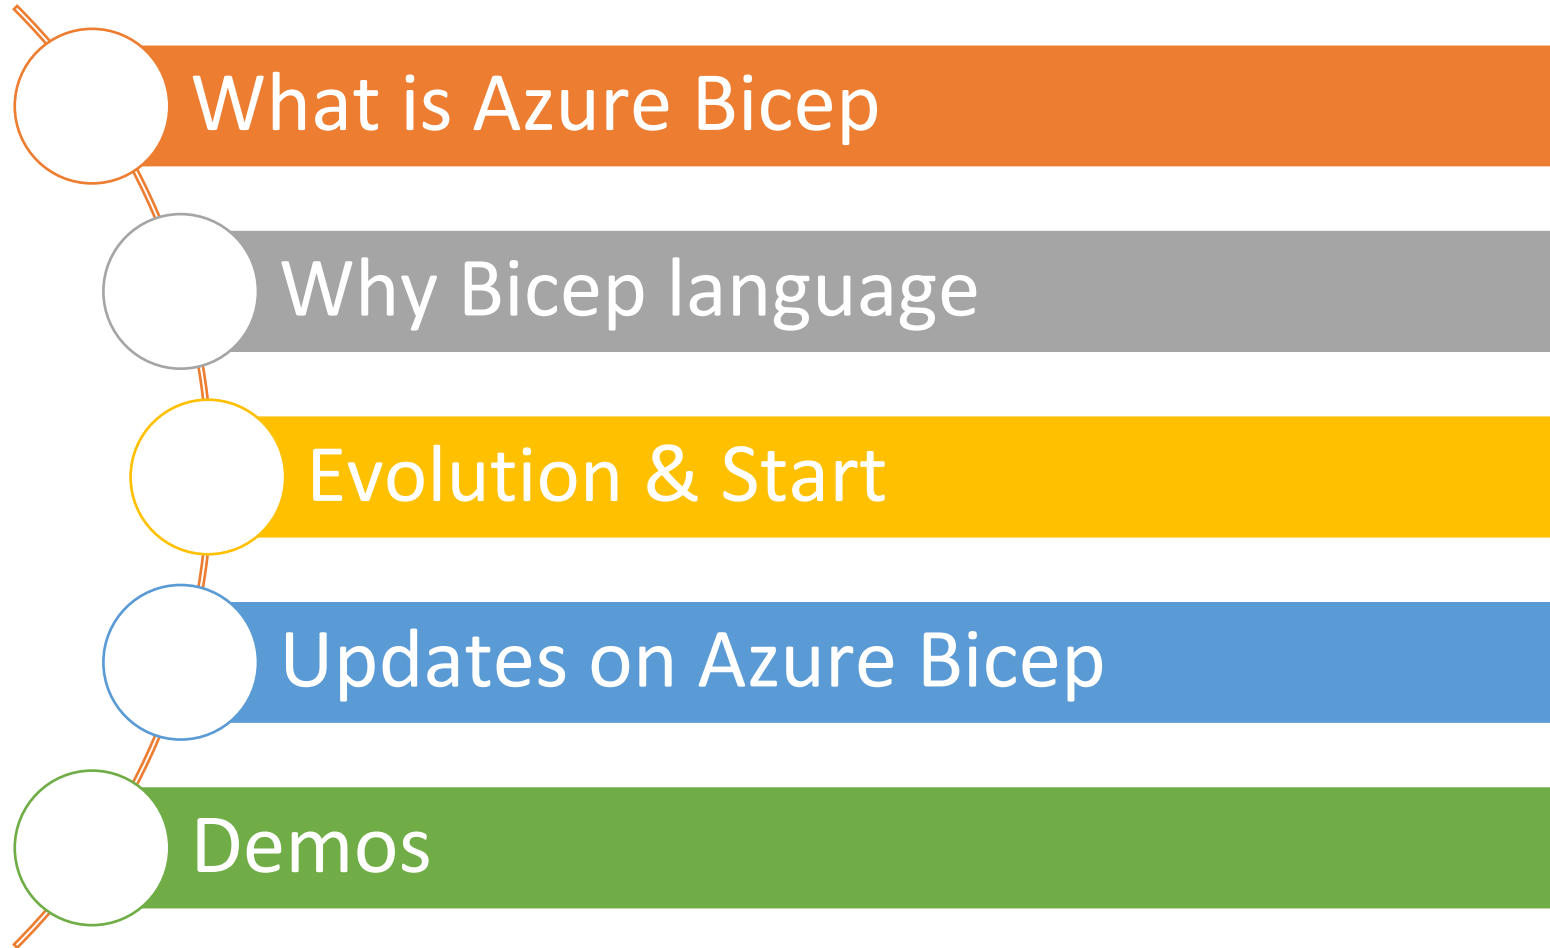 What is Azure Bicep
Why Bicep language
Evolution & Start
Updates on Azure Bicep
Demos